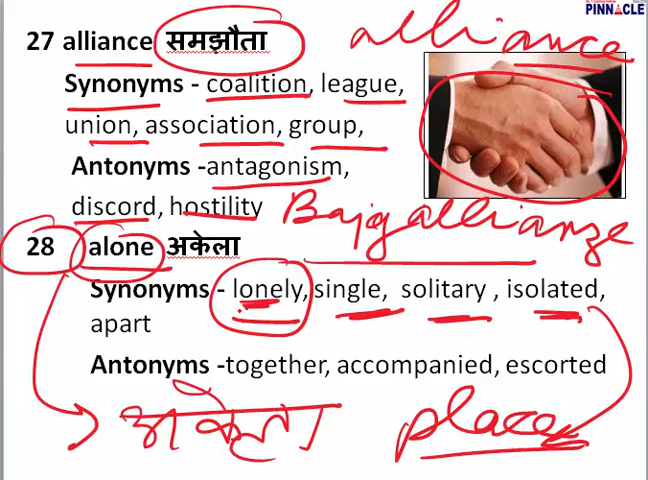 PINNACLE
27 alliance समझौता alliance
Synonyms - coalition, league,
union, association, group,
Antonyms -antagonism,
discord, hostility Bajaj allianze
28 alone अकेला
Synonyms - lonely, single, solitary , isolated,
apart
Antonyms -together, accompanied, escorted
अकेला place